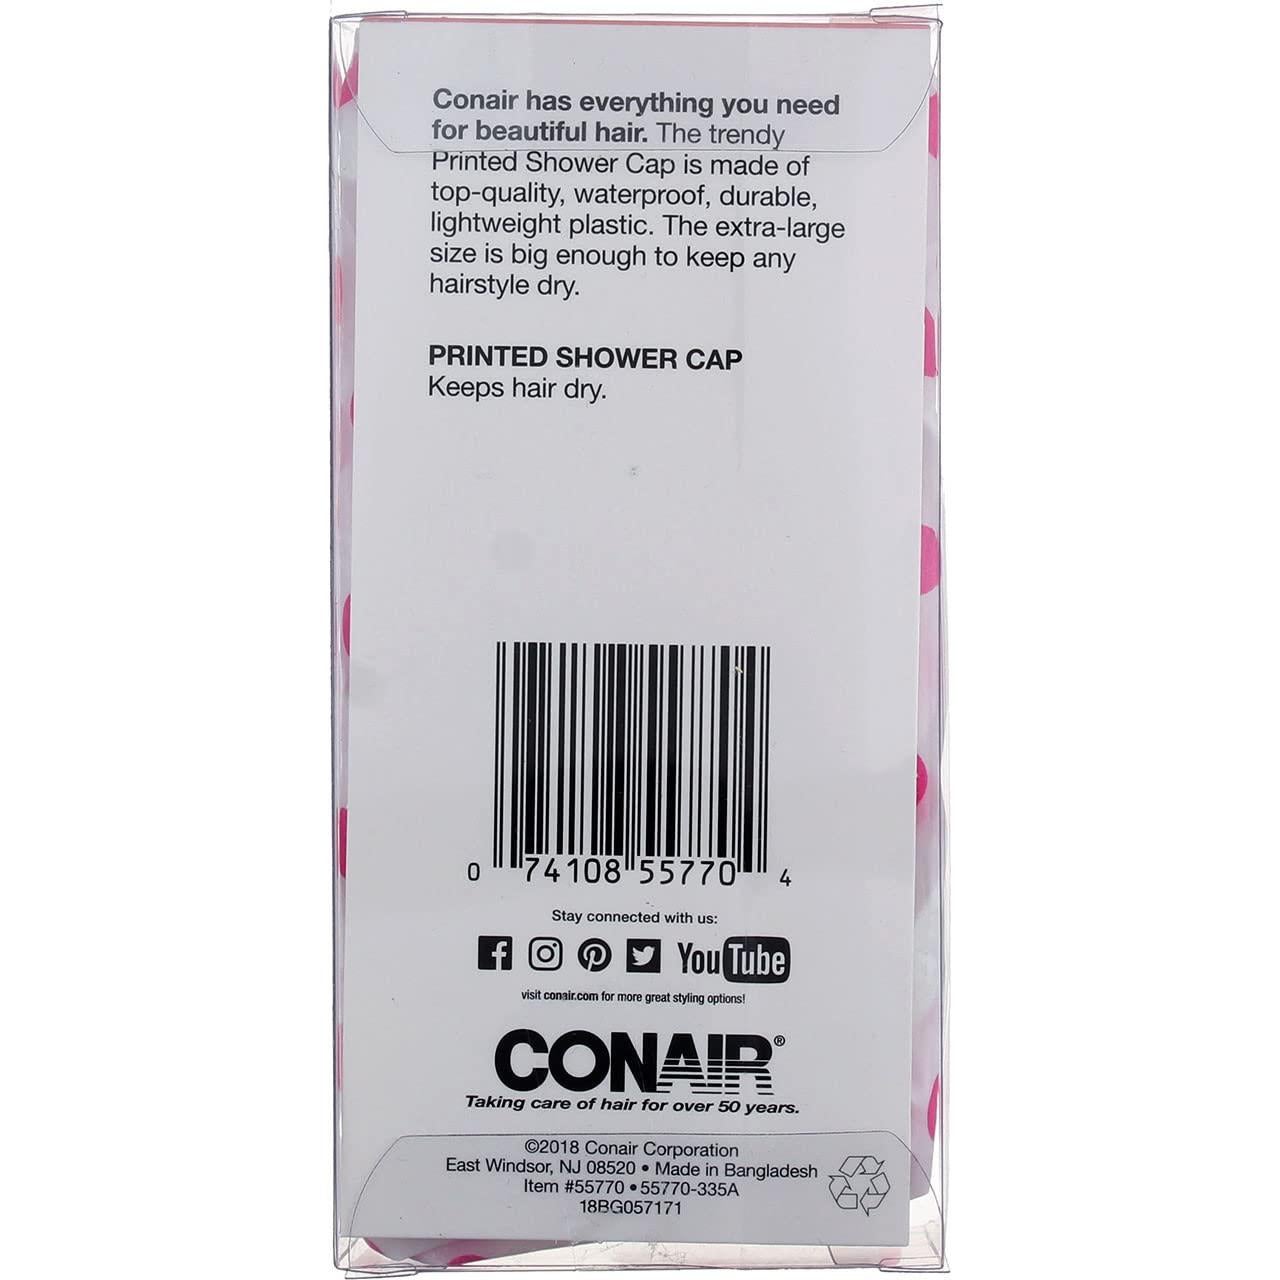 Conair has everything you need
for beautiful hair. The trendy
Printed Shower Cap is made of
top-quality, waterproof, durable,
lightweight plastic. The extra-large
size is big enough to keep any
hairstyle dry.
PRINTED SHOWER CAP
Keeps hair dry.
0 74108 55770 4
Stay connected with us:
YouTube
visit conair.com for more great styling options!
CONAIR®
Taking care of hair for over 50 years.
©2018 Conair Corporation
East Windsor, NJ 08520 • Made in Bangladesh
Item #55770 • 55770-335A
18BG057171